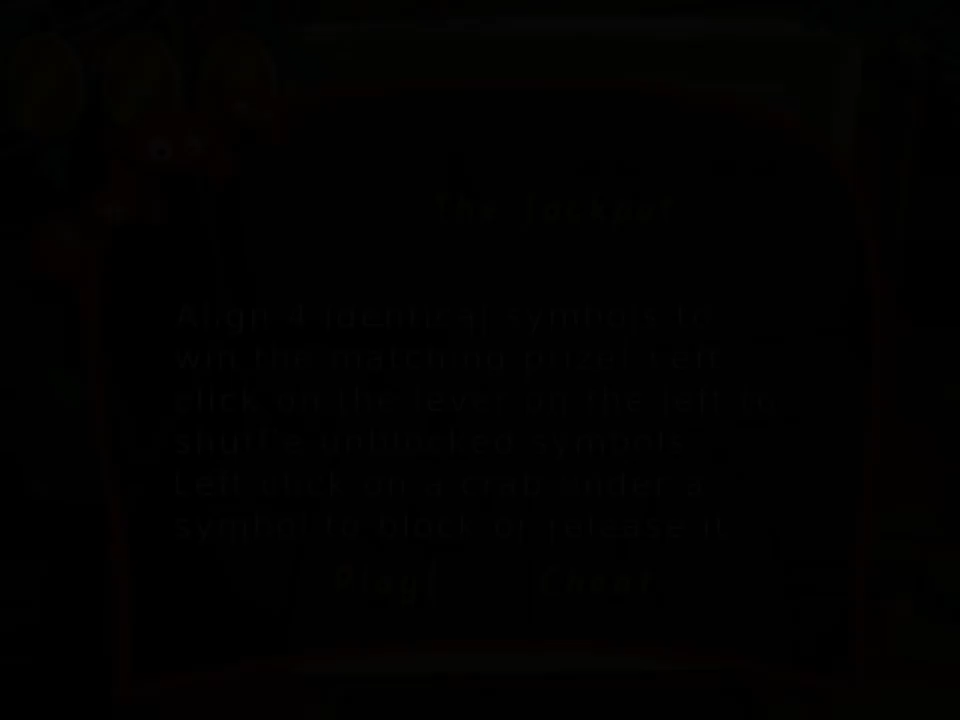 The Jackpot
Align 4 identical symbols to
win the matching prize! Left
click on the lever on the left to
shuffle unblocked symbols.
Left click on a crab under a
symbol to block or release it.
Play! Cheat